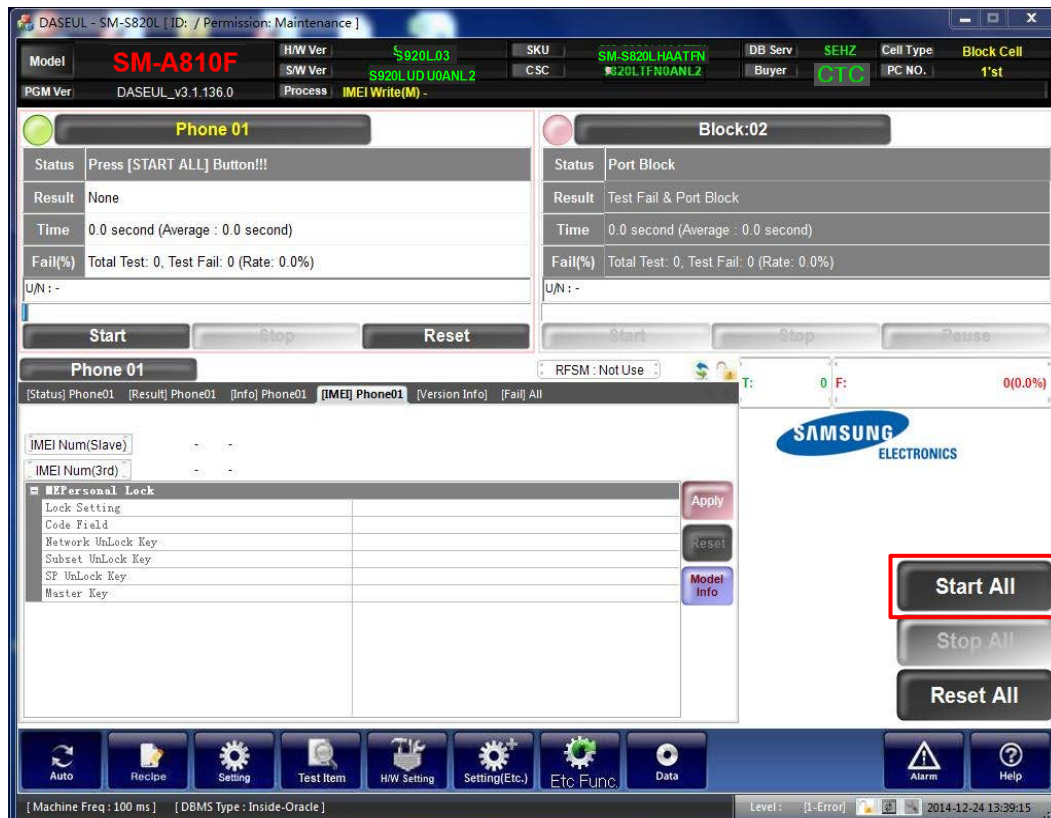 DASEUL - SM-S820L [ ID: / Permission: Maintenance ]
Model SM-A810F H/W Ver S920L.03 SKU SM-S820LHAATFN DB Serv SEHZ Cell Type Block Cell
S/W Ver S920LUD U0ANL2 CSC S820LTFN0ANL2 Buyer CTC PC NO. 1'st
PGM Ver DASEUL_v3.1.136.0 Process IMEI Write(M) -
Phone 01
Status Press [START ALL] Button!!!
Result None
Time 0.0 second (Average : 0.0 second)
Fail(%) Total Test: 0, Test Fail: 0 (Rate: 0.0%)
U/N : -
Start Stop Reset
Block:02
Status Port Block
Result Test Fail & Port Block
Time 0.0 second (Average : 0.0 second)
Fail(%) Total Test: 0, Test Fail: 0 (Rate: 0.0%)
U/N : -
Start Stop Pause
Phone 01 RFSM : Not Use
T: 0 F: 0(0.0%)
[Status] Phone01 [Result] Phone01 [Info] Phone01 [IMEI] Phone01 [Version Info] [Fail] All
IMEI Num(Slave) - -
IMEI Num(3rd) - -
MEPersonal Lock
Lock Setting
Code Field
Network UnLock Key
Subset UnLock Key
SP UnLock Key
Master Key
Apply
Reset
Model
Info
SAMSUNG
ELECTRONICS
Start All
Stop All
Reset All
Auto Recipe Setting Test Item H/W Setting Setting(Etc.) Etc Func. Data Alarm Help
[ Machine Freq : 100 ms ] [ DBMS Type : Inside-Oracle ] Level : [1-Error] 2014-12-24 13:39:15